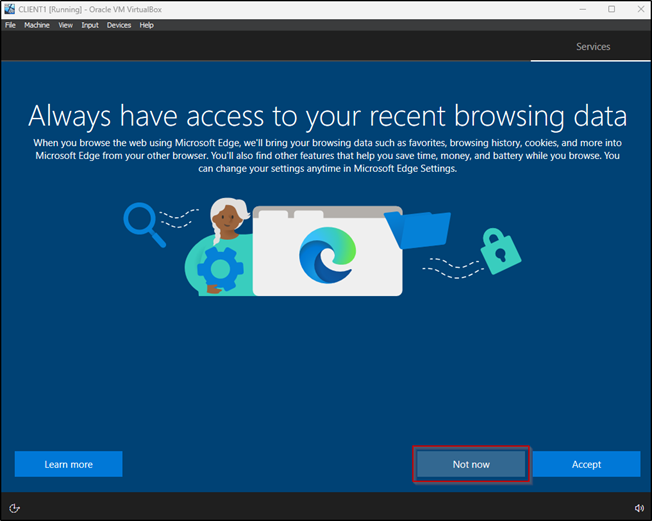 CLIENT1 [Running] - Oracle VM VirtualBox
File Machine View Input Devices Help
Services
Always have access to your recent browsing data
When you browse the web using Microsoft Edge, we'll bring your browsing data such as favorites, browsing history, cookies, and more into
Microsoft Edge from your other browser. You'll also find other features that help you save time, money, and battery while you browse. You
can change your settings anytime in Microsoft Edge Settings.
Learn more
Not now
Accept